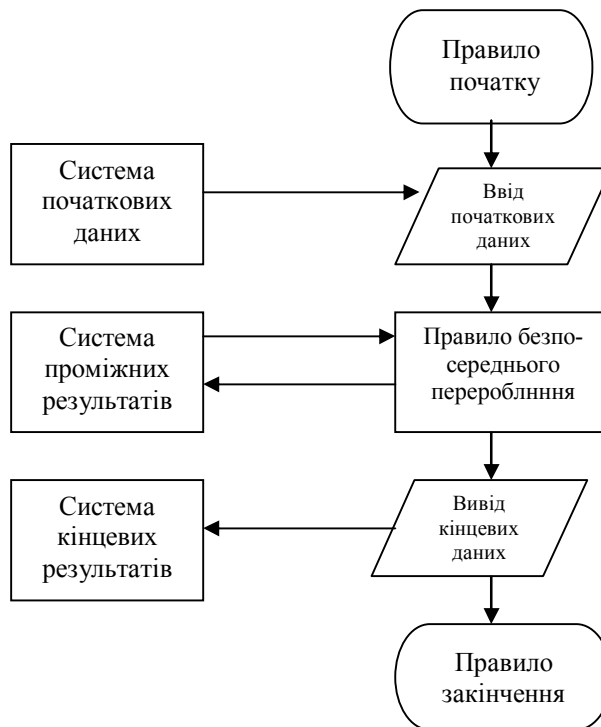 Правило
початку
Система
початкових
даних
Ввід
початкових
даних
Система
проміжних
результатів
Правило безпо-
середнього
перероблнння
Система
кінцевих
результатів
Вивід
кінцевих
даних
Правило
закінчення